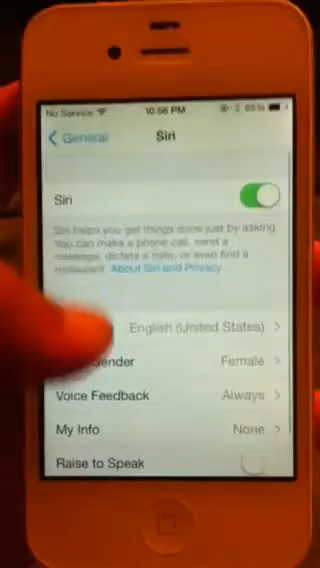 No Service 10:56 PM 65%
General Siri
Siri
Siri helps you get things done just by asking.
You can make a phone call, send a
message, dictate a note, or even find a
restaurant. About Siri and Privacy
English (United States)
Gender Female
Voice Feedback Always
My Info None
Raise to Speak